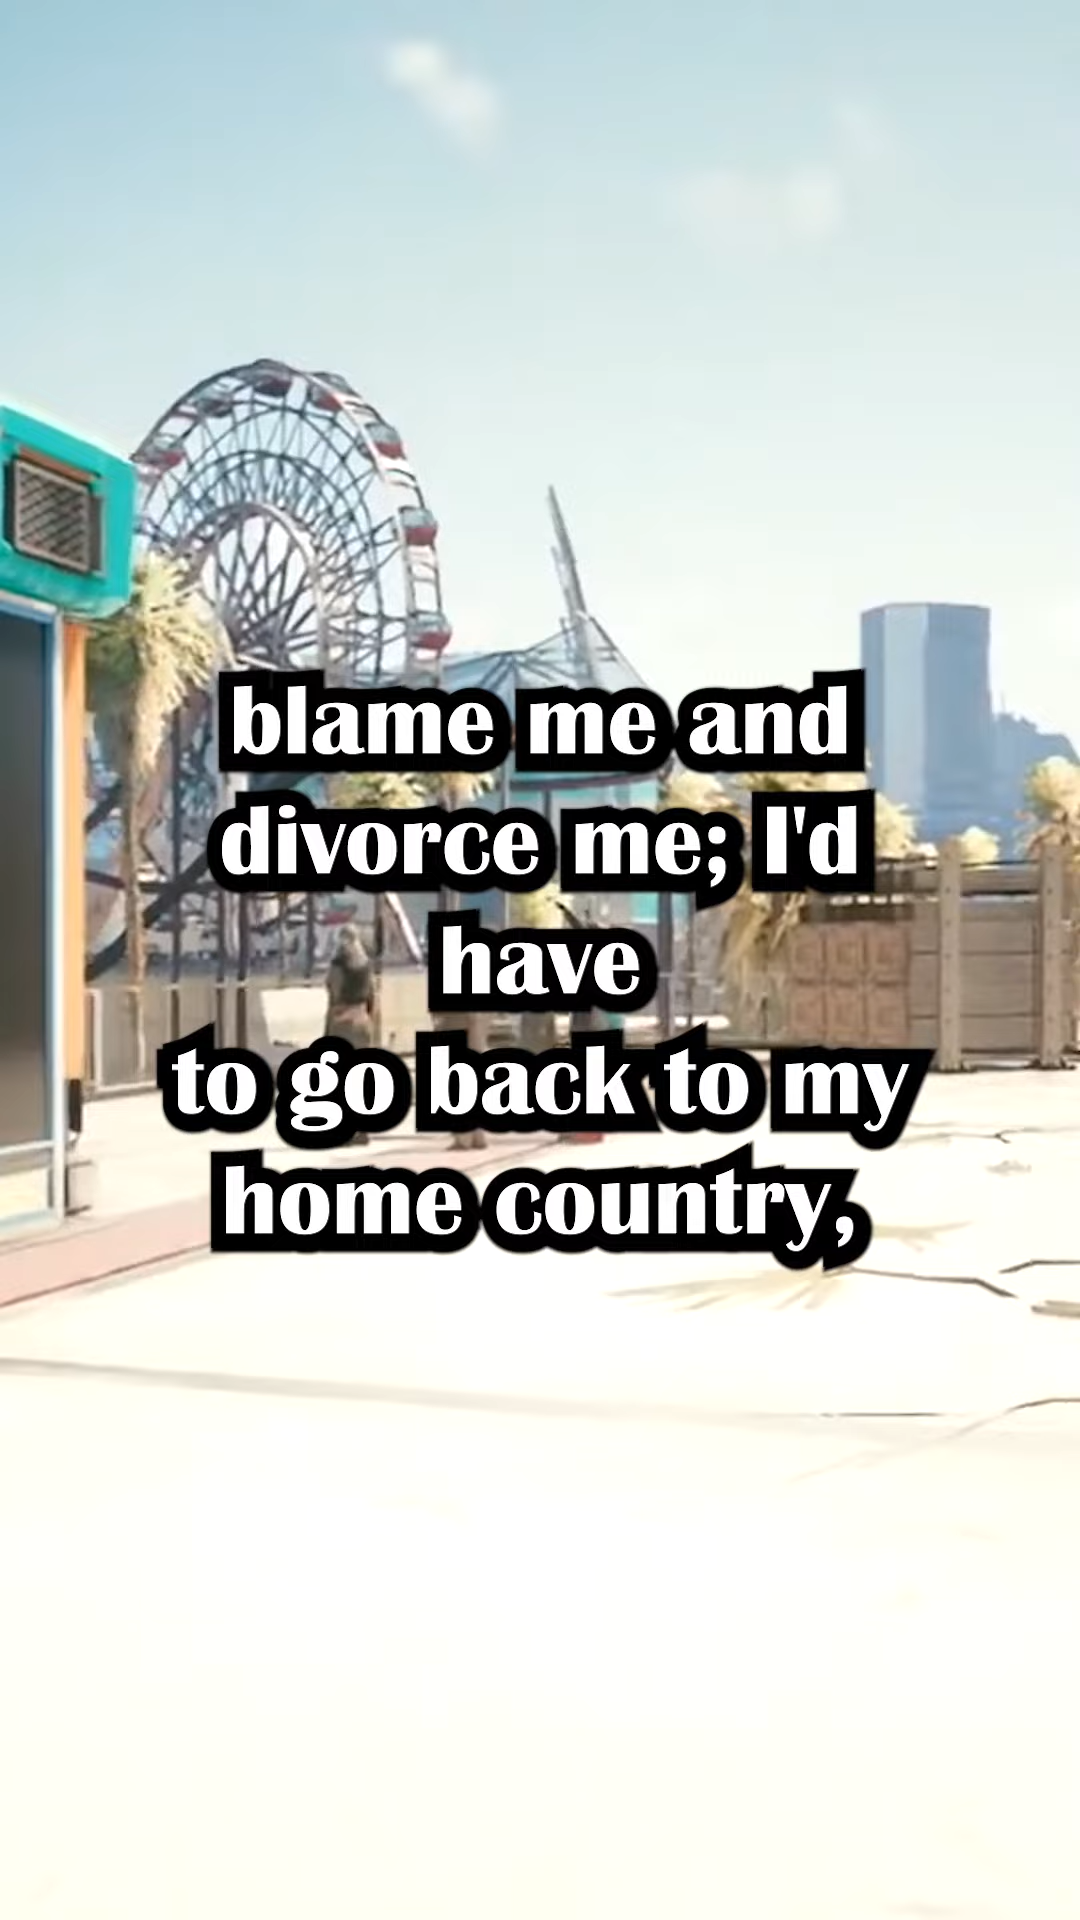 blame me and
divorce me; I'd
have
to go back to my
home country,